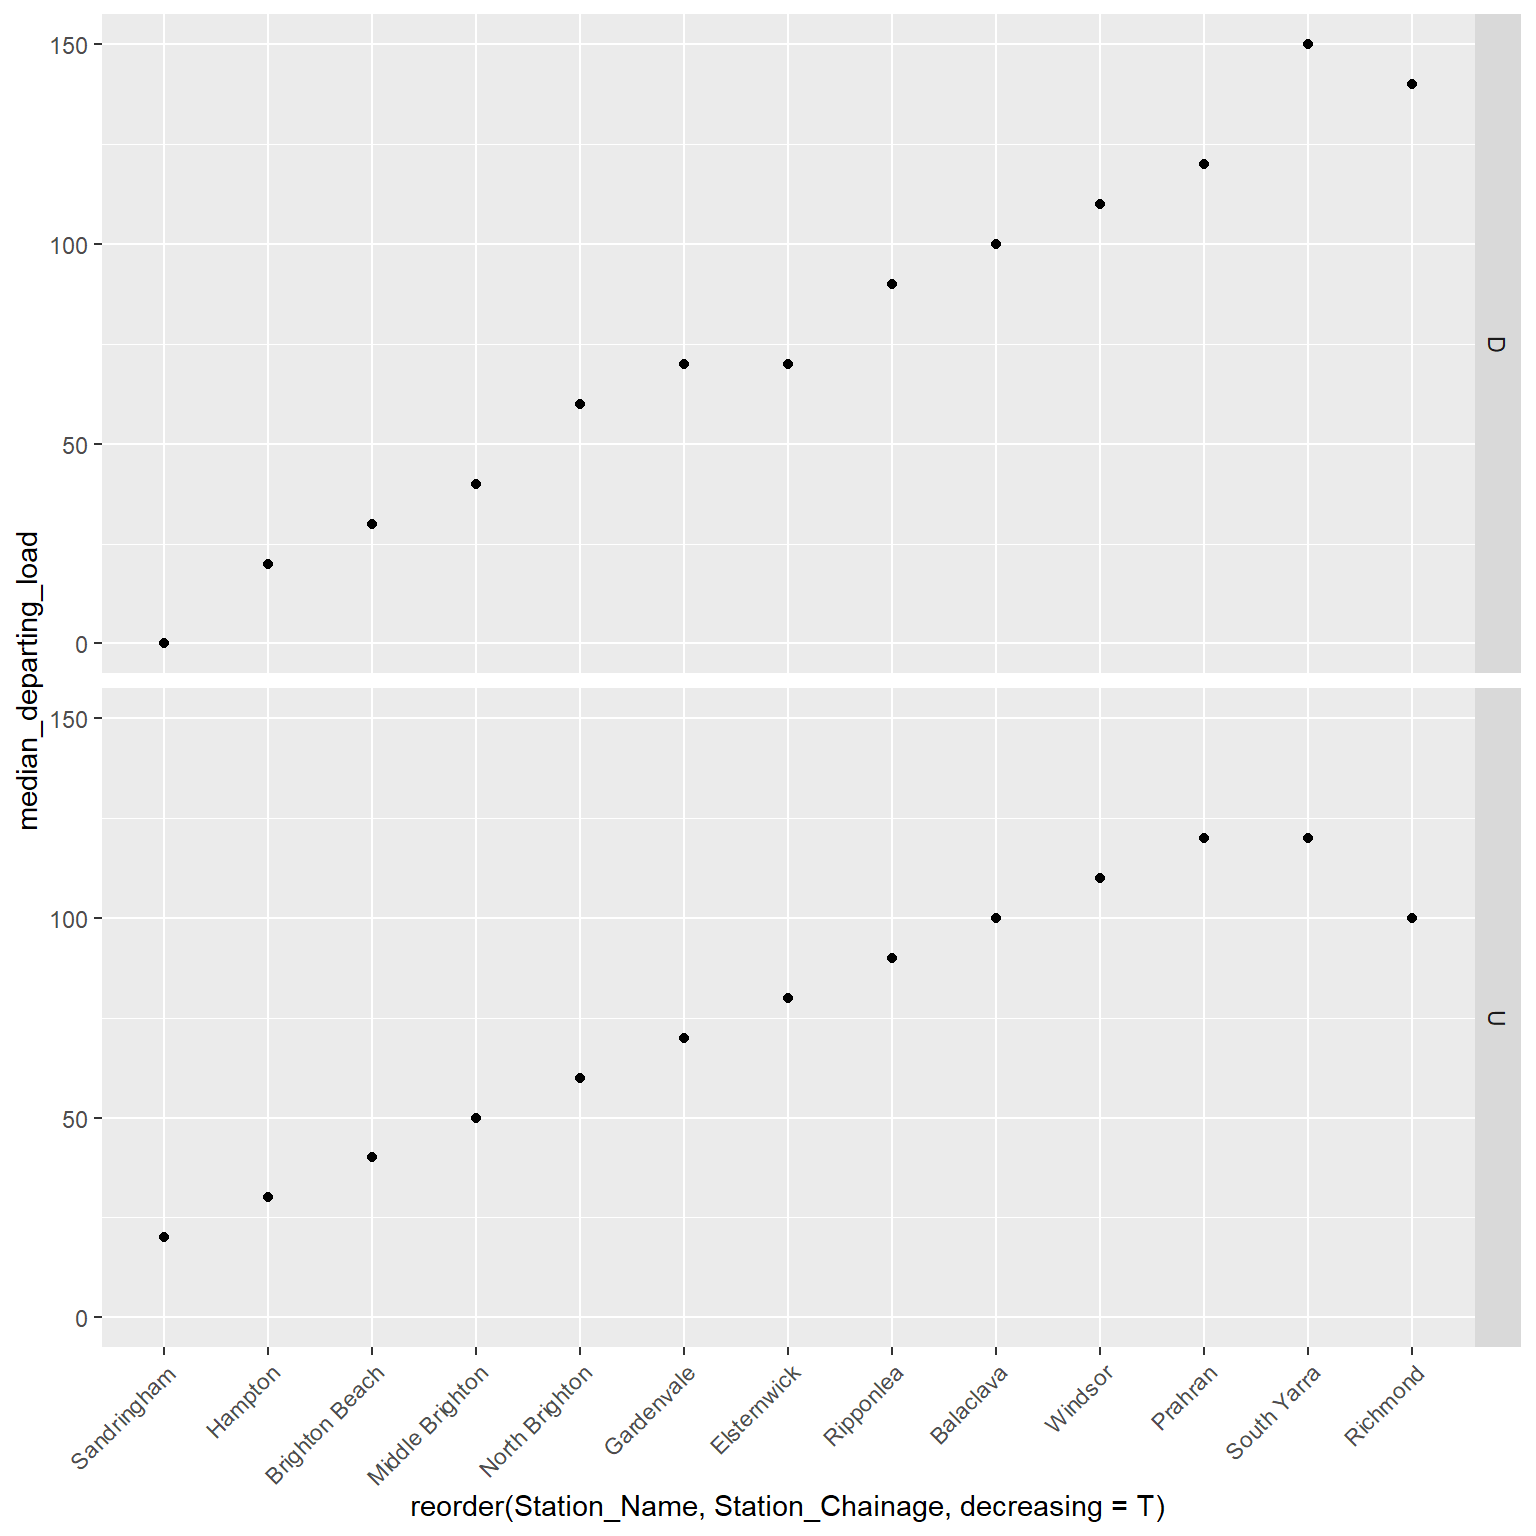 median_departing_load
150
100
50
0
D
150
100
50
0
U
Sandringham
Hampton
Brighton Beach
Middle Brighton
North Brighton
Gardenvale
Elsternwick
Ripponlea
Balaclava
Windsor
Prahran
South Yarra
Richmond
reorder(Station_Name, Station_Chainage, decreasing = T)